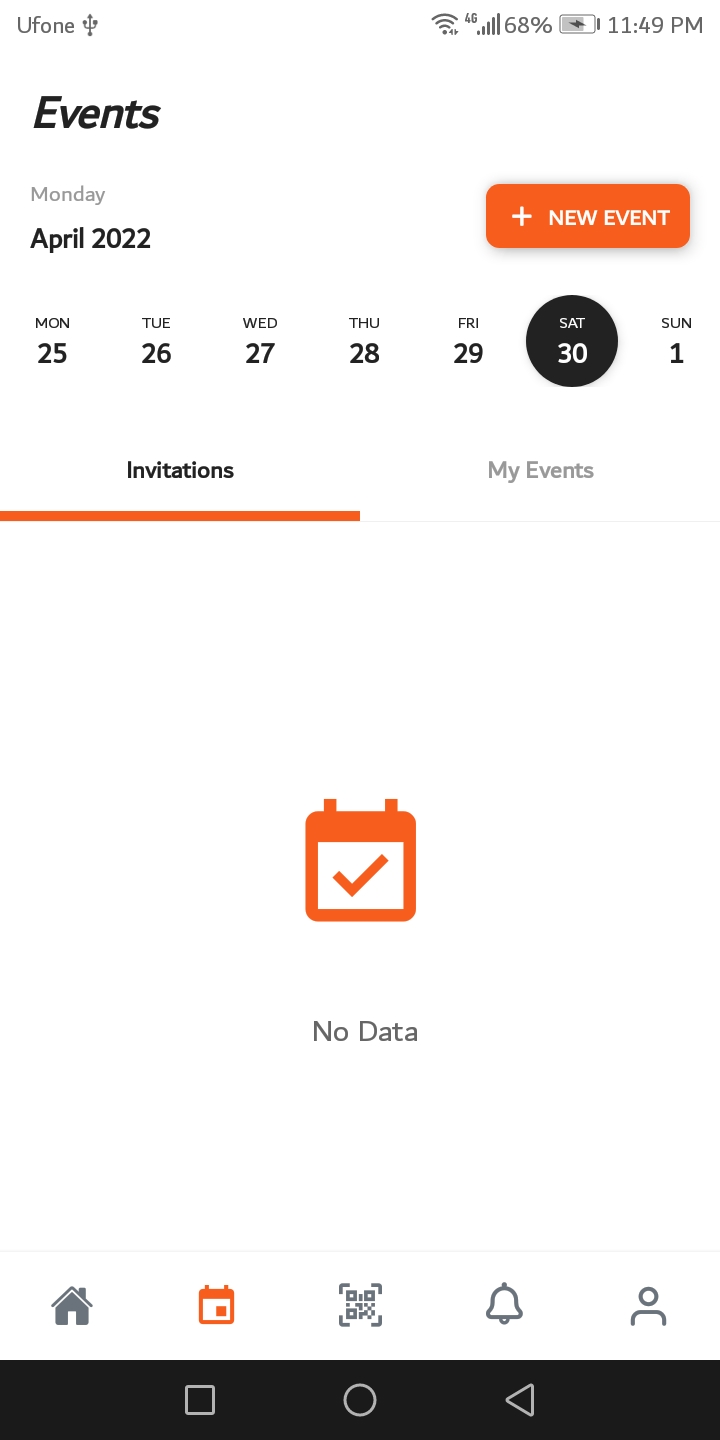 Ufone 4G 68% 11:49 PM
Events
Monday
April 2022
+ NEW EVENT
MON TUE WED THU FRI SAT SUN
25 26 27 28 29 30 1
Invitations My Events
No Data